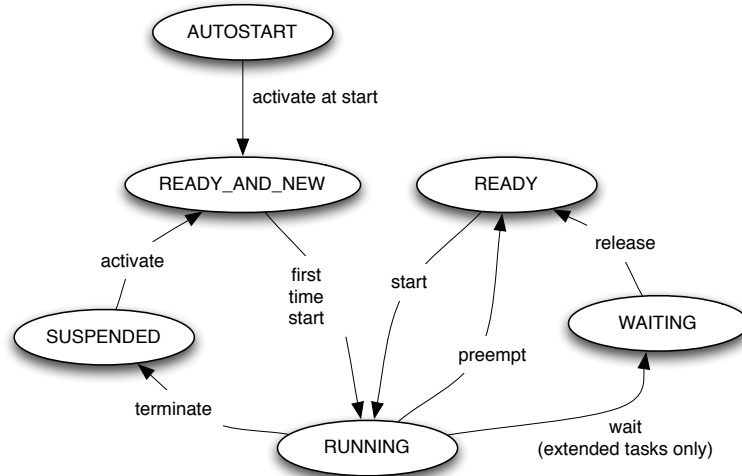 AUTOSTART
activate at start
READY_AND_NEW
READY
release
activate
first
time
start
start
SUSPENDED
WAITING
preempt
terminate
wait
(extended tasks only)
RUNNING